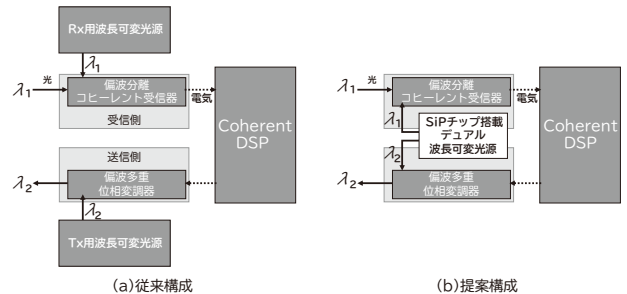 Rx用波長可変光源
λ1
光
λ1
偏波分離
コヒーレント受信器
電気
受信側
送信側
Coherent
DSP
λ2
偏波多重
位相変調器
λ2
Tx用波長可変光源
(a)従来構成
光
λ1
偏波分離
コヒーレント受信器
電気
λ1
SiPチップ搭載
デュアル
波長可変光源
λ2
Coherent
DSP
λ2
偏波多重
位相変調器
(b)提案構成